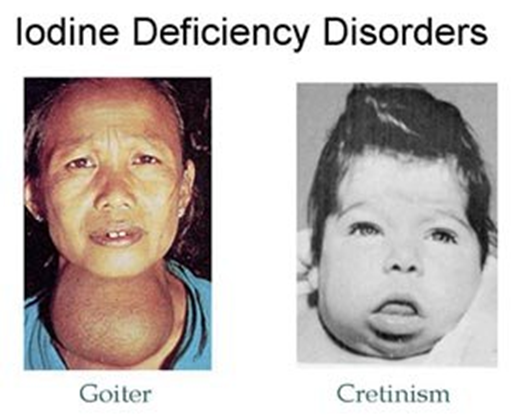 Iodine Deficiency Disorders
Goiter
Cretinism